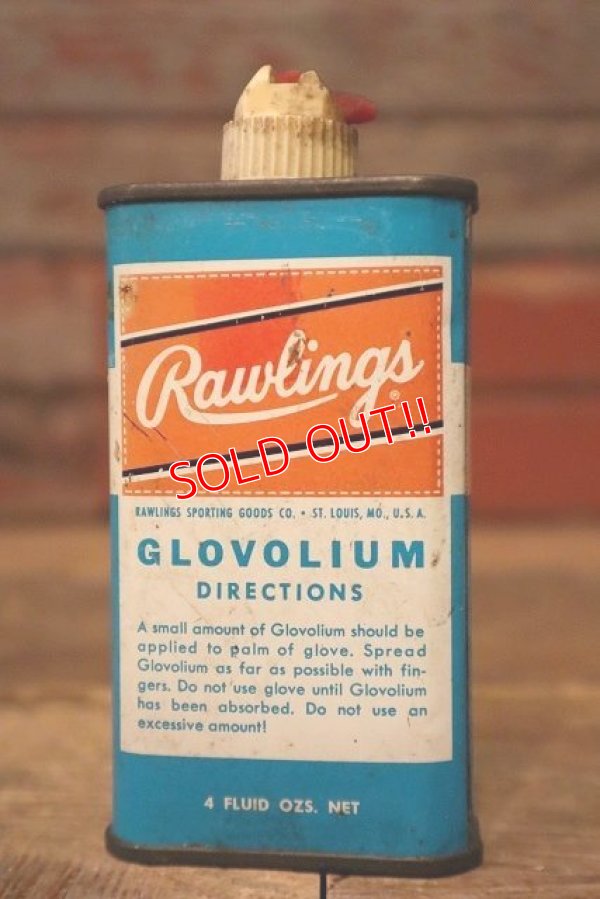 Rawlings®
SOLD OUT!!
RAWLINGS SPORTING GOODS CO. • ST. LOUIS, MO., U.S.A.
GLOVOLIUM
DIRECTIONS
A small amount of Glovolium should be
applied to palm of glove. Spread
Glovolium as far as possible with fin-
gers. Do not use glove until Glovolium
has been absorbed. Do not use an
excessive amount!
4 FLUID OZS. NET